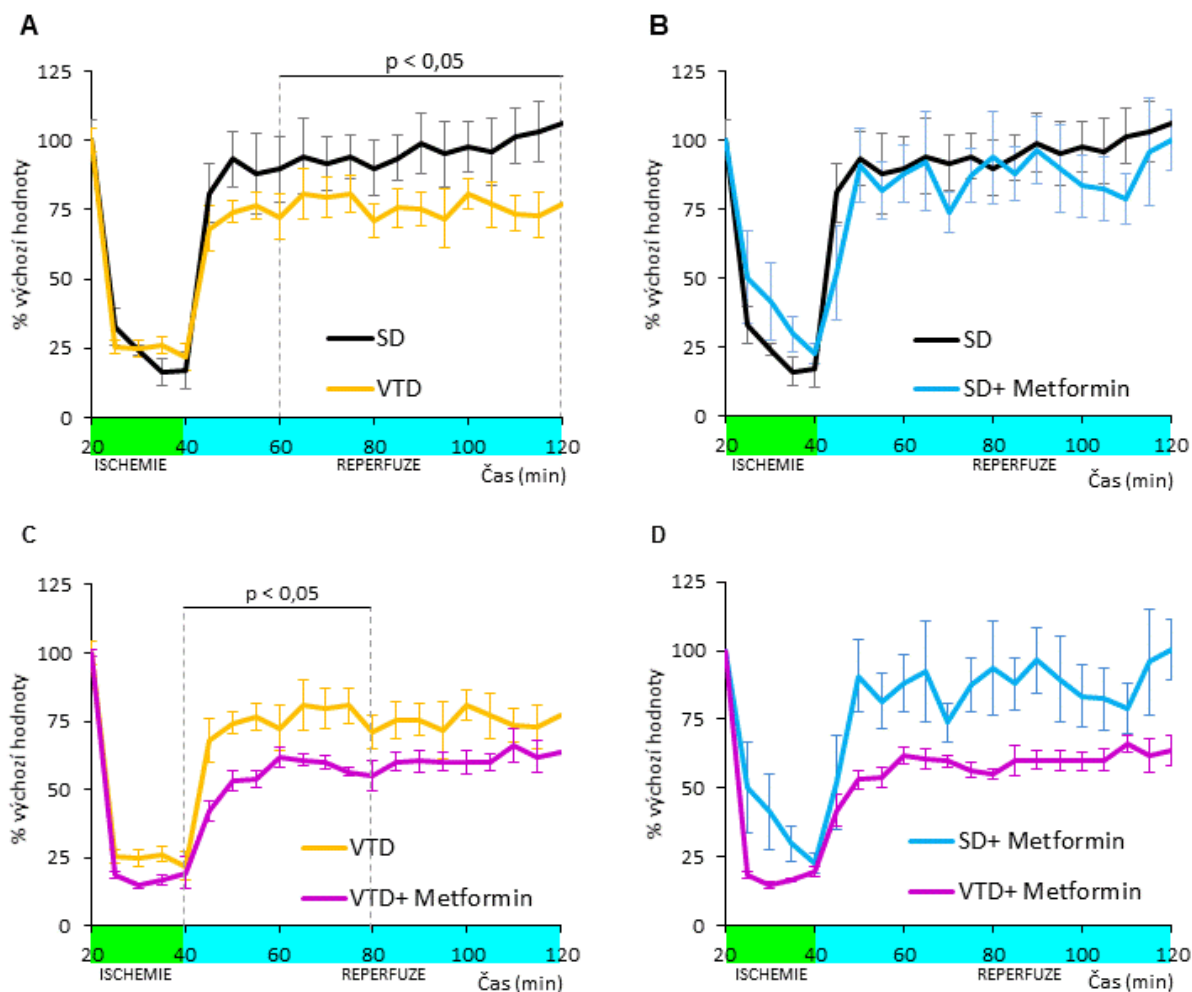 A
p < 0,05
125
100
75
50
25
0
% výchozí hodnoty
SD
VTD
20 40 60 80 100 120
ISCHEMIE REPERFUZE
Čas (min)
B
125
100
75
50
25
0
% výchozí hodnoty
SD
SD+ Metformin
20 40 60 80 100 120
ISCHEMIE REPERFUZE
Čas (min)
C
p < 0,05
125
100
75
50
25
0
% výchozí hodnoty
VTD
VTD+ Metformin
20 40 60 80 100 120
ISCHEMIE REPERFUZE
Čas (min)
D
125
100
75
50
25
0
% výchozí hodnoty
SD+ Metformin
VTD+ Metformin
20 40 60 80 100 120
ISCHEMIE REPERFUZE
Čas (min)